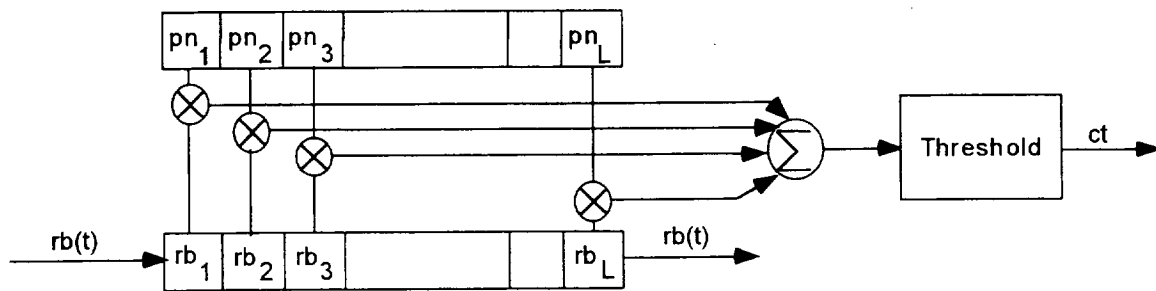 pn1 pn2 pn3 pnL
Σ
Threshold
ct
rb(t)
rb1 rb2 rb3 rbL
rb(t)